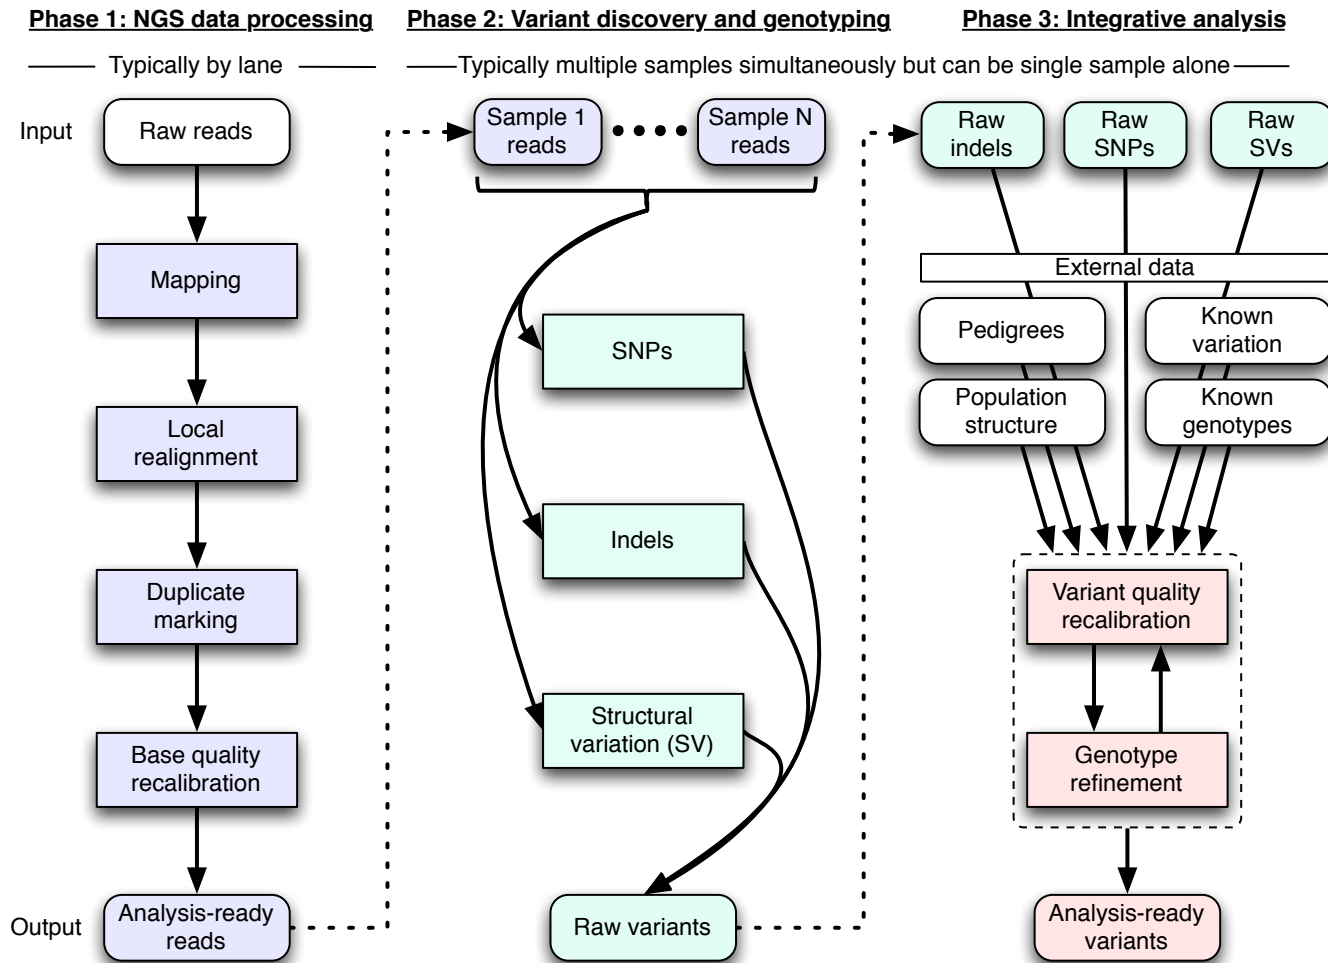 Phase 1: NGS data processing
Typically by lane
Input
Raw reads
Mapping
Local
realignment
Duplicate
marking
Base quality
recalibration
Output
Analysis-ready
reads
Phase 2: Variant discovery and genotyping
Typically multiple samples simultaneously but can be single sample alone
Sample 1
reads
Sample N
reads
SNPs
Indels
Structural
variation (SV)
Raw variants
Phase 3: Integrative analysis
Raw
indels
Raw
SNPs
Raw
SVs
External data
Pedigrees
Known
variation
Population
structure
Known
genotypes
Variant quality
recalibration
Genotype
refinement
Analysis-ready
variants